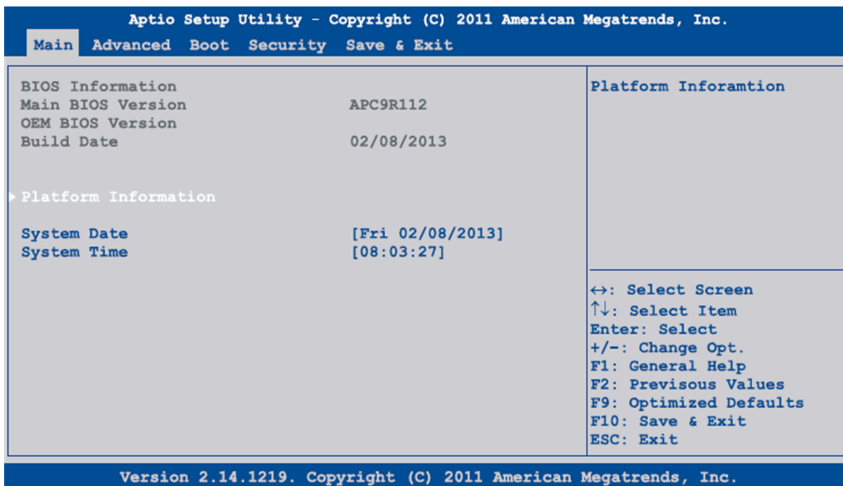 Aptio Setup Utility - Copyright (C) 2011 American Megatrends, Inc.
Main Advanced Boot Security Save & Exit
BIOS Information
Main BIOS Version APC9R112
OEM BIOS Version
Build Date 02/08/2013
Platform Information
System Date [Fri 02/08/2013]
System Time [08:03:27]
Platform Inforamtion
↔: Select Screen
↑↓: Select Item
Enter: Select
+/-: Change Opt.
F1: General Help
F2: Previsous Values
F9: Optimized Defaults
F10: Save & Exit
ESC: Exit
Version 2.14.1219. Copyright (C) 2011 American Megatrends, Inc.